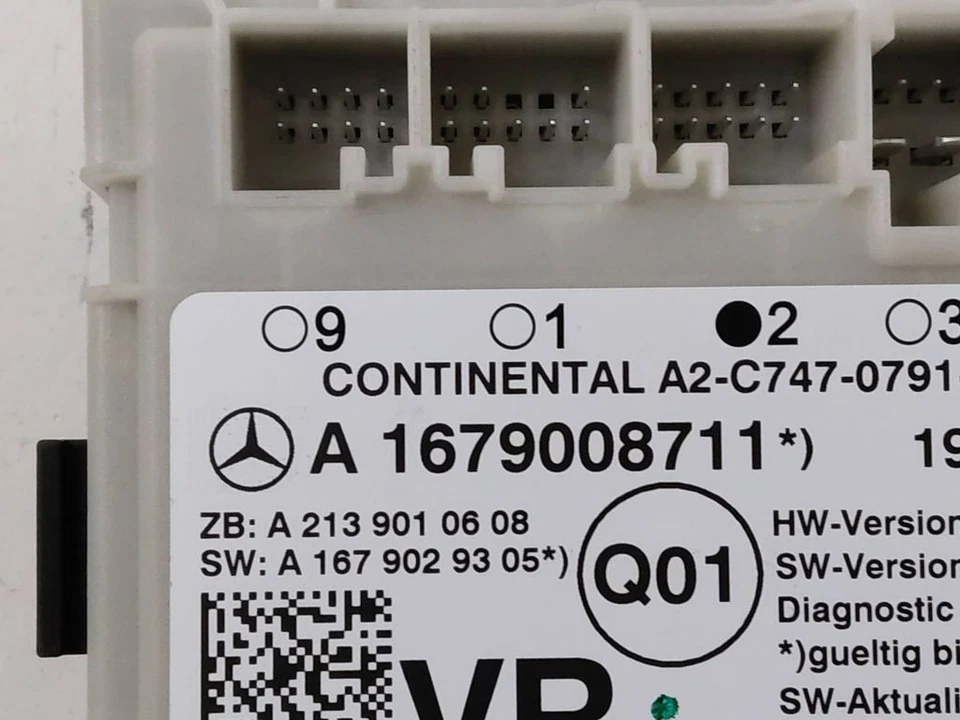 9 1 2 3
CONTINENTAL A2-C747-0791
A 1679008711*) 19
ZB: A 213 901 06 08
SW: A 167 902 93 05*)
Q01
HW-Version
SW-Version
Diagnostic
*)gueltig bi
SW-Aktuali
VR